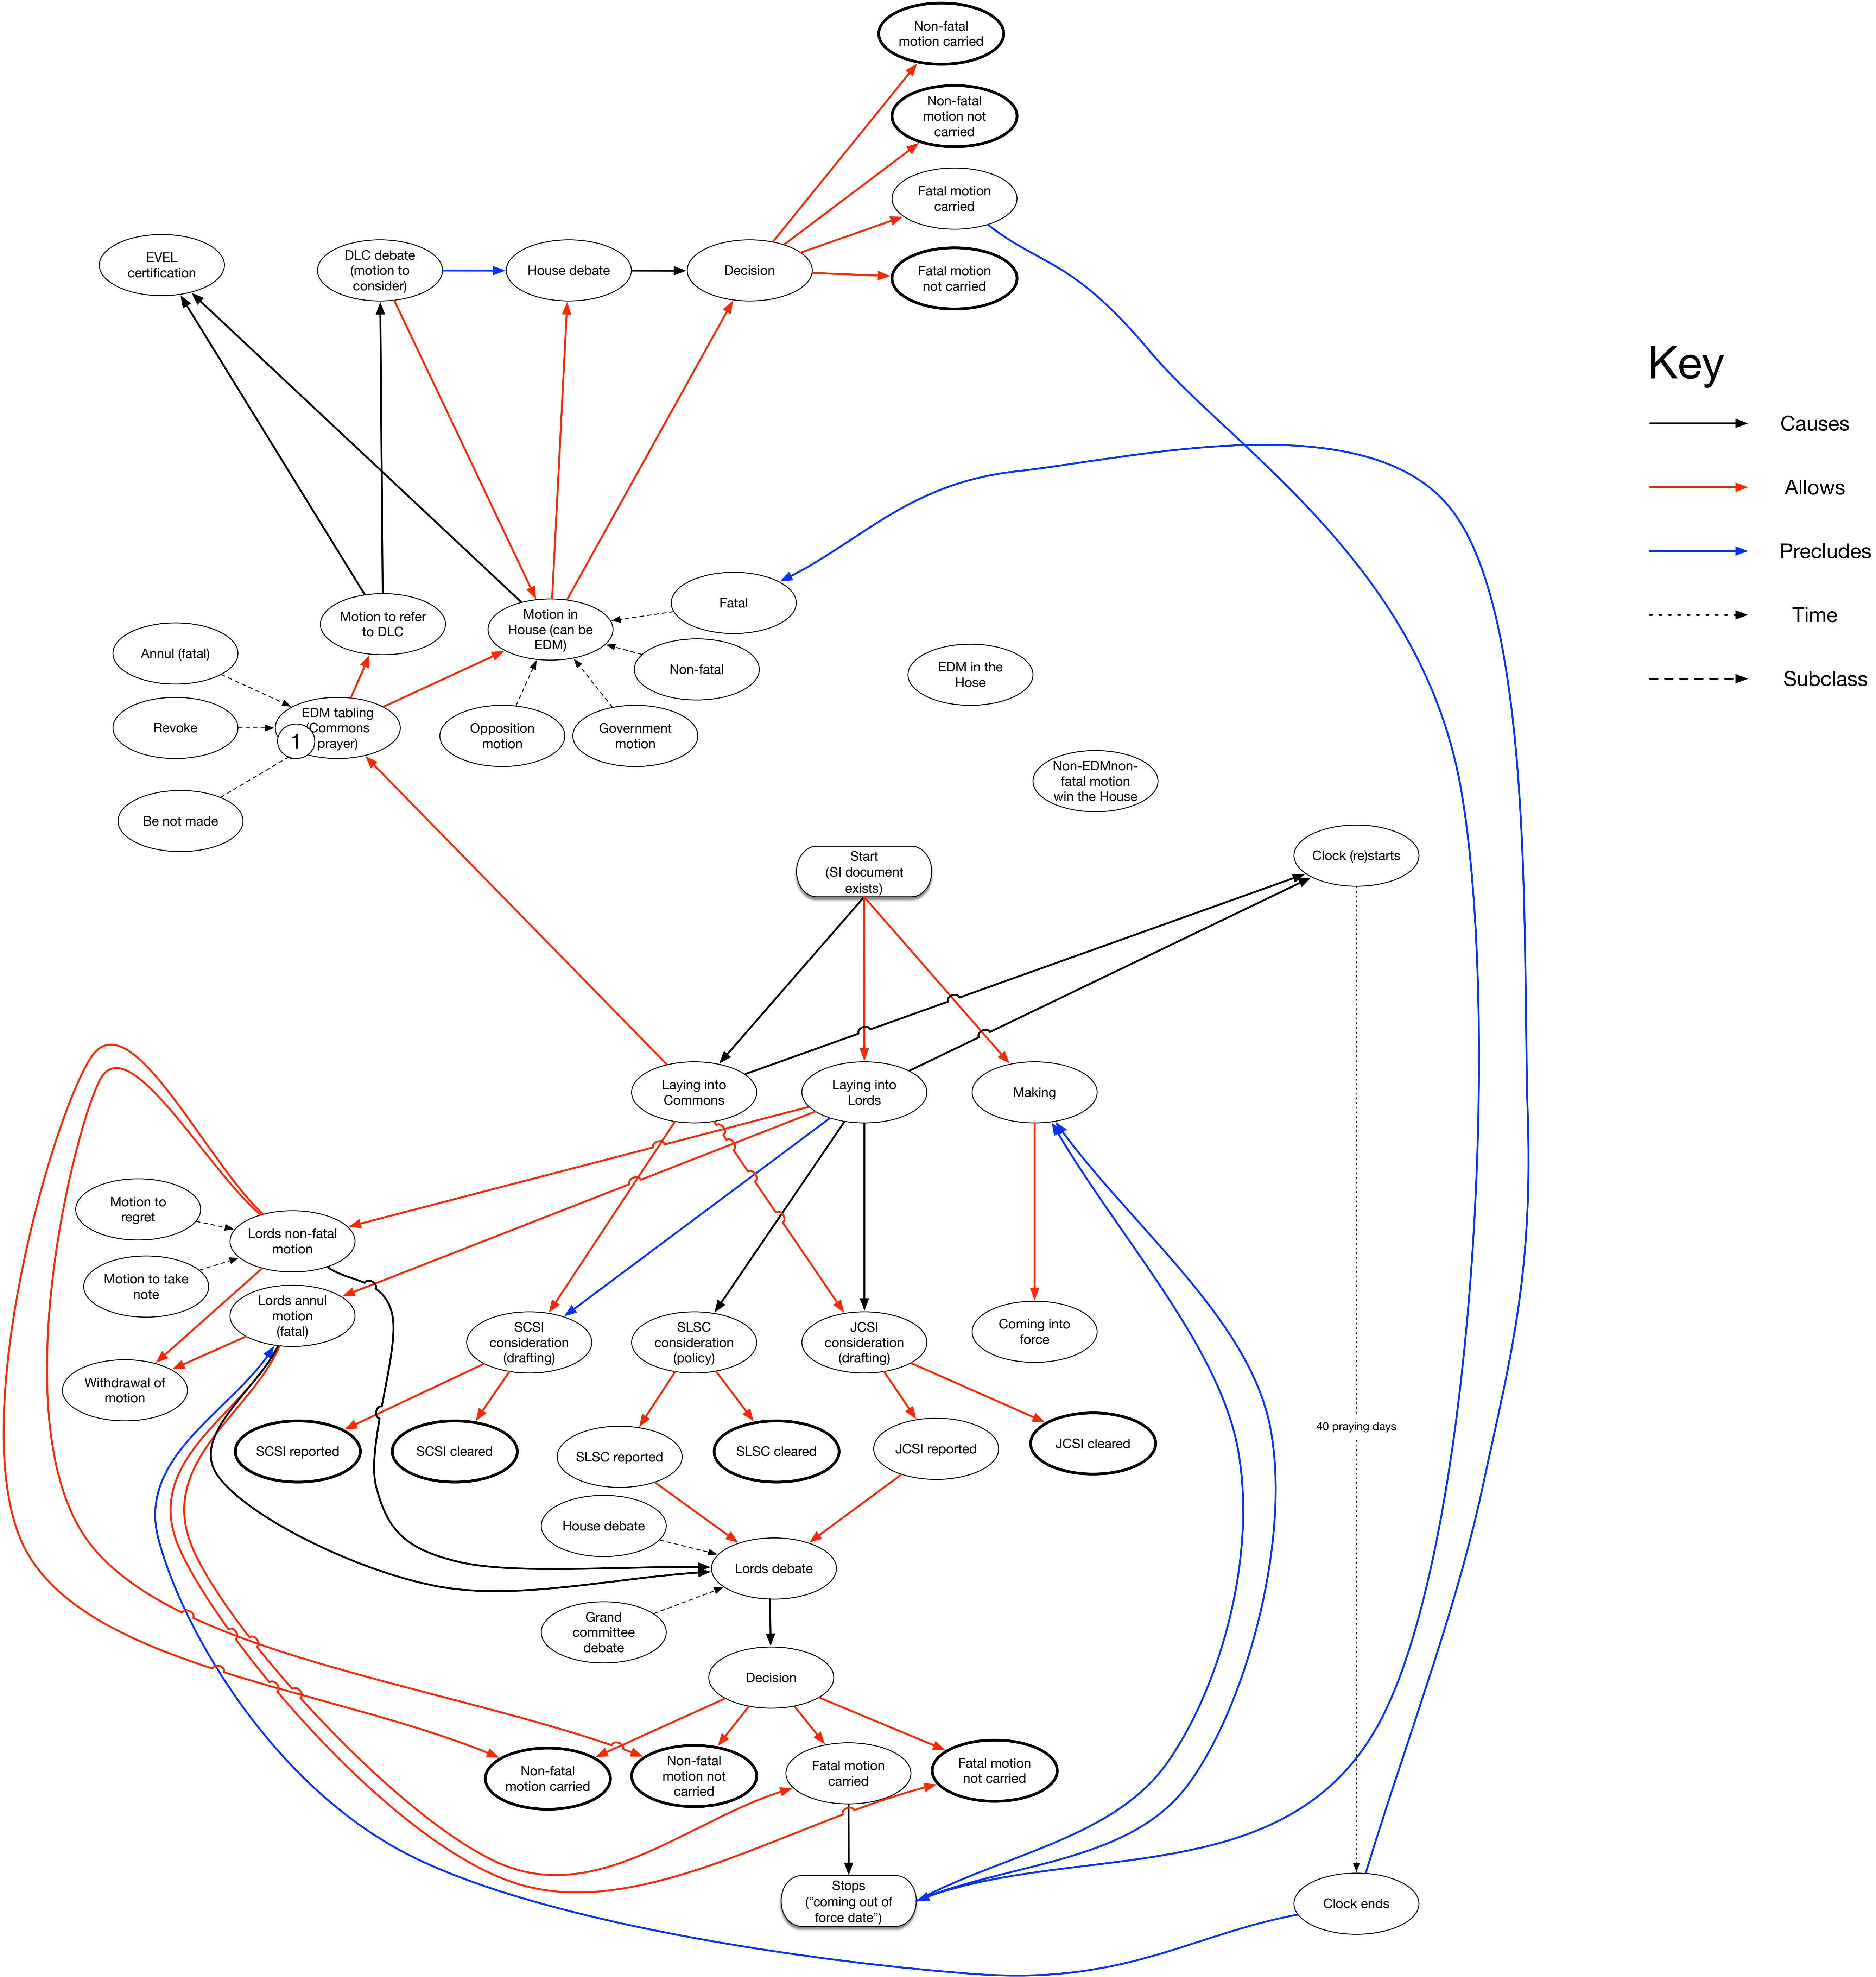 Non-fatal
motion carried
Non-fatal
motion not
carried
Fatal motion
carried
EVEL
certification
DLC debate
(motion to
consider)
House debate
Decision
Fatal motion
not carried
Key
Causes
Allows
Precludes
Time
Subclass
Motion to refer
to DLC
Motion in
House (can be
EDM)
Fatal
Annul (fatal)
Non-fatal
EDM in the
Hose
Revoke
EDM tabling
(Commons
prayer)
1
Opposition
motion
Government
motion
Be not made
Non-EDMnon-
fatal motion
win the House
Start
(SI document
exists)
Clock (re)starts
Laying into
Commons
Laying into
Lords
Making
Motion to
regret
Lords non-fatal
motion
Motion to take
note
Lords annul
motion
(fatal)
SCSI
consideration
(drafting)
SLSC
consideration
(policy)
JCSI
consideration
(drafting)
Coming into
force
Withdrawal of
motion
SCSI reported
SCSI cleared
SLSC reported
SLSC cleared
JCSI reported
JCSI cleared
40 praying days
House debate
Lords debate
Grand
committee
debate
Decision
Non-fatal
motion carried
Non-fatal
motion not
carried
Fatal motion
carried
Fatal motion
not carried
Stops
(“coming out of
force date”)
Clock ends